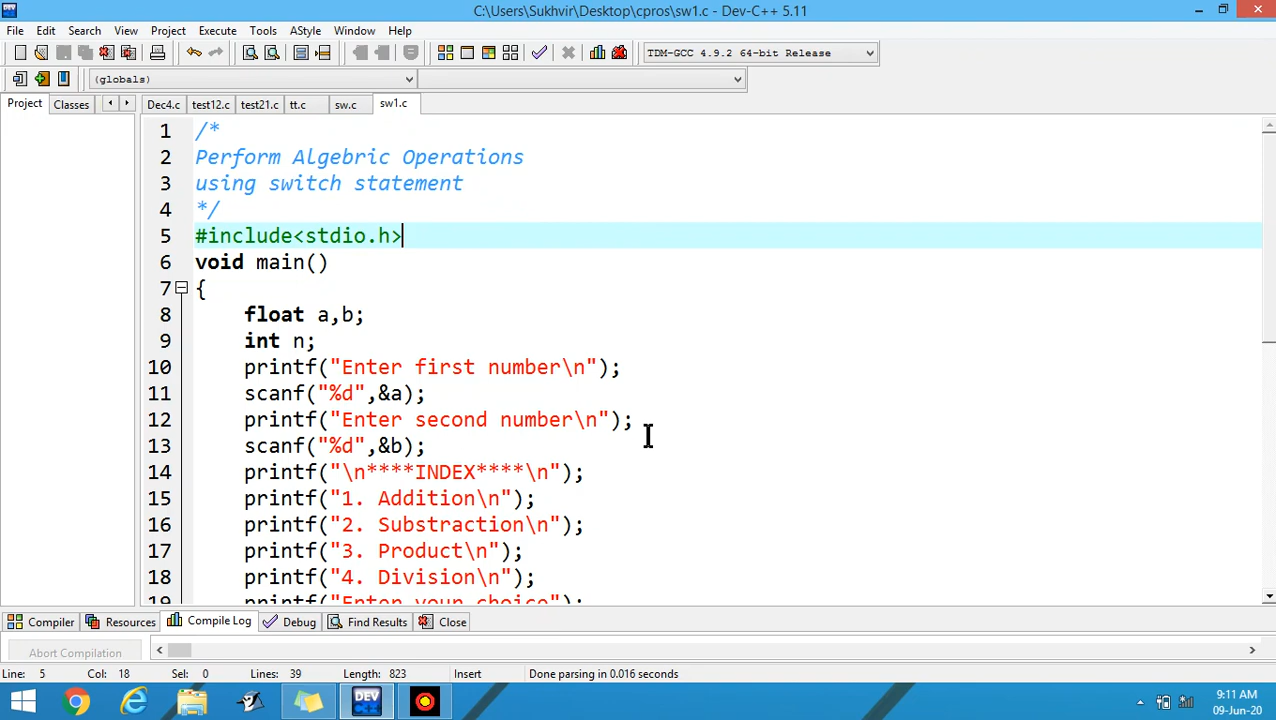 C:\Users\Sukhvir\Desktop\cpros\sw1.c - Dev-C++ 5.11
File Edit Search View Project Execute Tools AStyle Window Help
TDM-GCC 4.9.2 64-bit Release
(globals)
Project Classes Dec4.c test12.c test21.c tt.c sw.c sw1.c
1 /*
2 Perform Algebric Operations
3 using switch statement
4 */
5 #include<stdio.h>
6 void main()
7 {
8 float a,b;
9 int n;
10 printf("Enter first number\n");
11 scanf("%d",&a);
12 printf("Enter second number\n");
13 scanf("%d",&b);
14 printf("\n****INDEX****\n");
15 printf("1. Addition\n");
16 printf("2. Substraction\n");
17 printf("3. Product\n");
18 printf("4. Division\n");
19 printf("Enter your choice");
Compiler Resources Compile Log Debug Find Results Close
Abort Compilation
Line: 5 Col: 18 Sel: 0 Lines: 39 Length: 823 Insert Done parsing in 0.016 seconds
DEV
9:11 AM
09-Jun-20